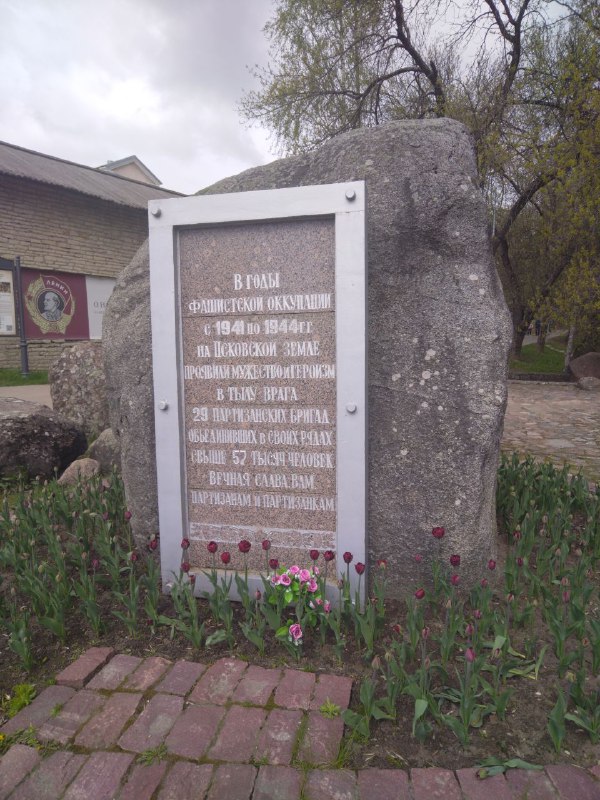 ЛЕНИН
В ГОДЫ
ФАШИСТСКОЙ ОККУПАЦИИ
С 1941 ПО 1944 ГГ.
НА ПСКОВСКОЙ ЗЕМЛЕ
ПРОЯВИЛИ МУЖЕСТВО И ГЕРОИЗМ
В ТЫЛУ ВРАГА
29 ПАРТИЗАНСКИХ БРИГАД,
ОБЪЕДИНИВШИХ В СВОИХ РЯДАХ
СВЫШЕ 57 ТЫСЯЧ ЧЕЛОВЕК.
ВЕЧНАЯ СЛАВА ВАМ
ПАРТИЗАНАМ И ПАРТИЗАНКАМ